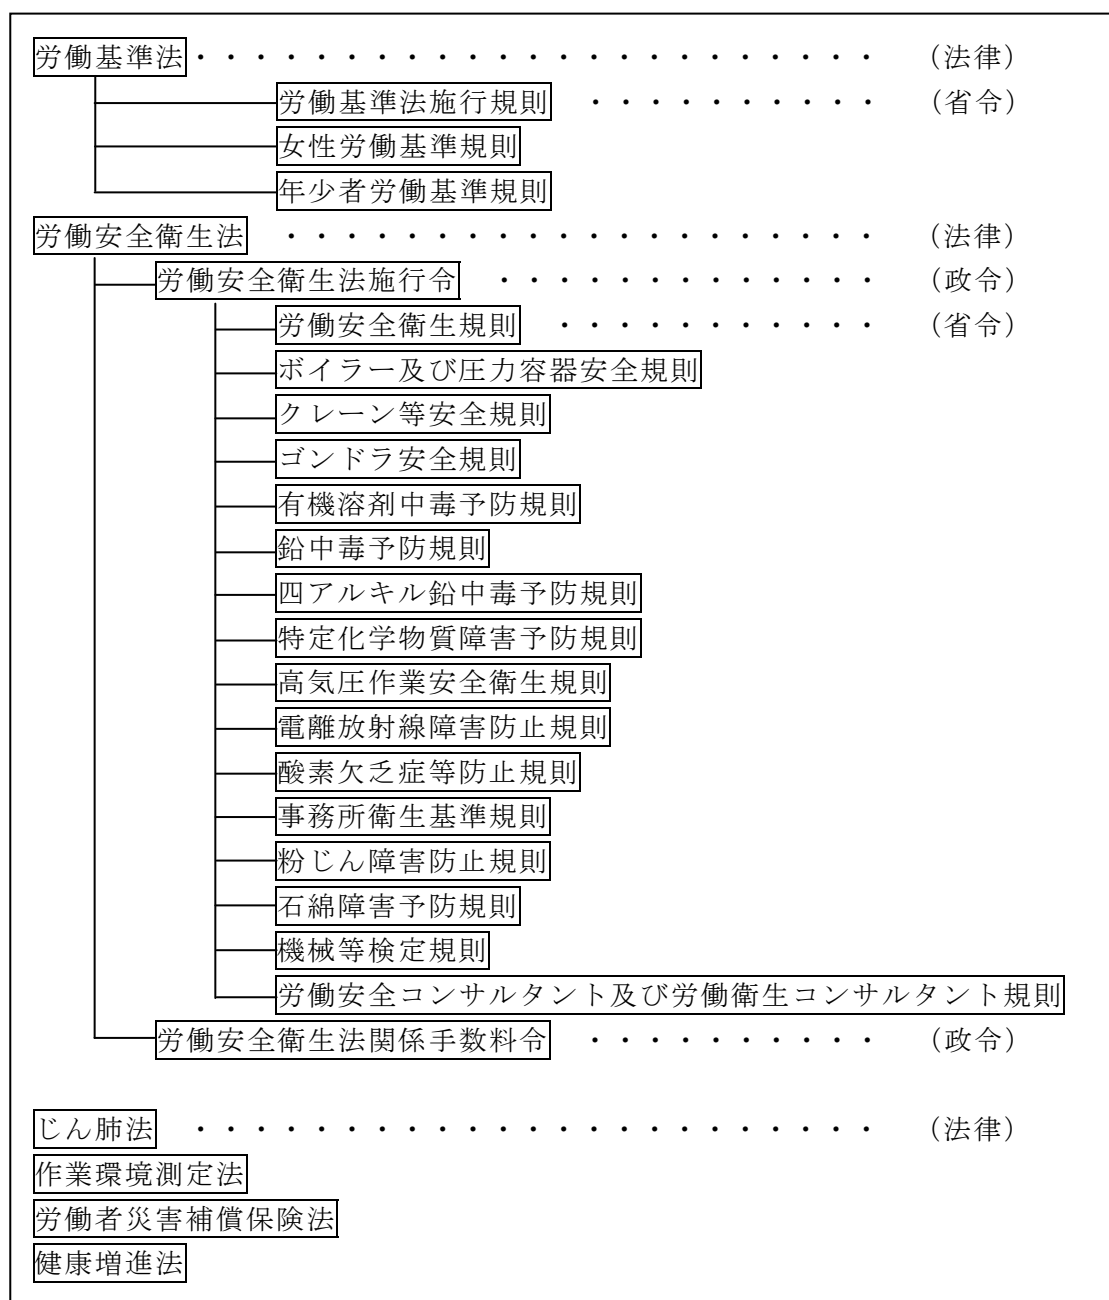 労働基準法・・・・・・・・・・・・・・・・・・・・・・・（法律）
労働基準法施行規則 ・・・・・・・・・・（省令）
女性労働基準規則
年少者労働基準規則
労働安全衛生法 ・・・・・・・・・・・・・・・・・・・・（法律）
労働安全衛生法施行令 ・・・・・・・・・・・・・（政令）
労働安全衛生規則 ・・・・・・・・・・・（省令）
ボイラー及び圧力容器安全規則
クレーン等安全規則
ゴンドラ安全規則
有機溶剤中毒予防規則
鉛中毒予防規則
四アルキル鉛中毒予防規則
特定化学物質障害予防規則
高気圧作業安全衛生規則
電離放射線障害防止規則
酸素欠乏症等防止規則
事務所衛生基準規則
粉じん障害防止規則
石綿障害予防規則
機械等検定規則
労働安全コンサルタント及び労働衛生コンサルタント規則
労働安全衛生法関係手数料令 ・・・・・・・・・・（政令）
じん肺法 ・・・・・・・・・・・・・・・・・・・・・・・（法律）
作業環境測定法
労働者災害補償保険法
健康増進法